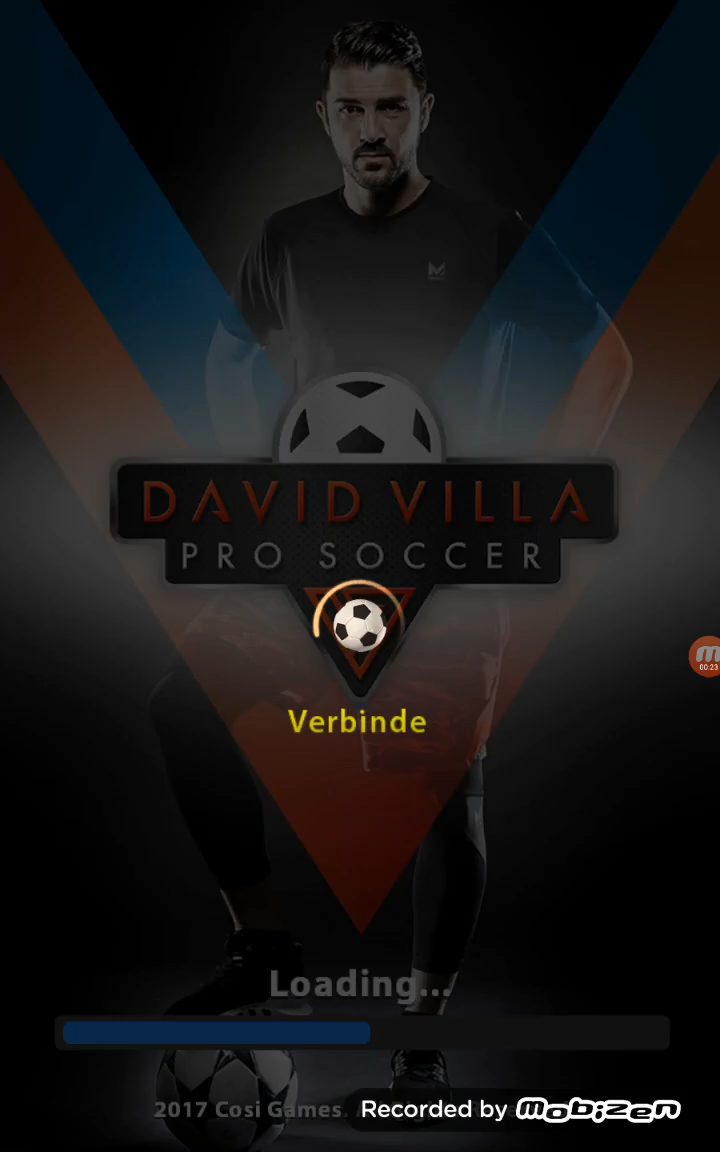 DAVID VILLA
PRO SOCCER
00:23
Verbinde
Loading...
2017 Cosi Games.
Recorded by mobizen